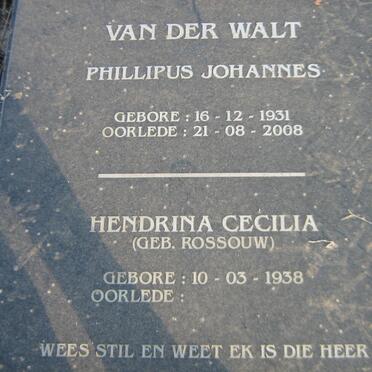 VAN DER WALT
PHILLIPUS JOHANNES
GEBORE : 16 - 12 - 1931
OORLEDE : 21 - 08 - 2008
HENDRINA CECILIA
(GEB. ROSSOUW)
GEBORE : 10 - 03 - 1938
OORLEDE :
WEES STIL EN WEET EK IS DIE HEER